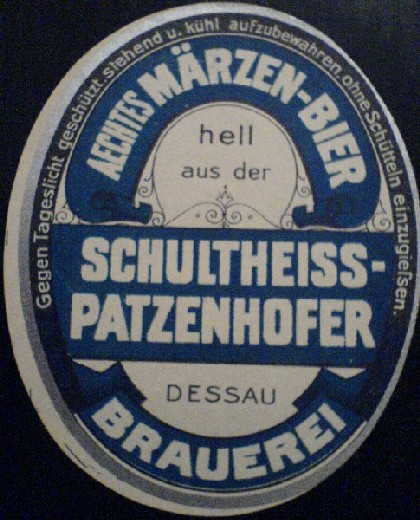 Gegen Tageslicht geschützt, stehend u. kühl aufzubewahren, ohne Schütteln einzugießen.
AECHTES MÄRZEN-BIER
hell
aus der
SCHULTHEISS-
PATZENHOFER
DESSAU
BRAUEREI